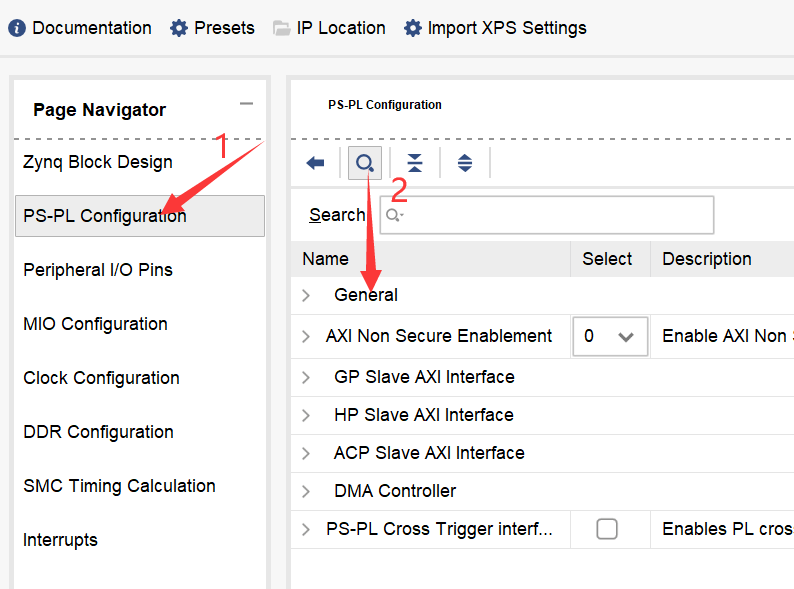 Documentation Presets IP Location Import XPS Settings
Page Navigator
Zynq Block Design
PS-PL Configuration
Peripheral I/O Pins
MIO Configuration
Clock Configuration
DDR Configuration
SMC Timing Calculation
Interrupts
1
PS-PL Configuration
2
Search
Name Select Description
General
AXI Non Secure Enablement 0 Enable AXI Non
GP Slave AXI Interface
HP Slave AXI Interface
ACP Slave AXI Interface
DMA Controller
PS-PL Cross Trigger interf... Enables PL cros